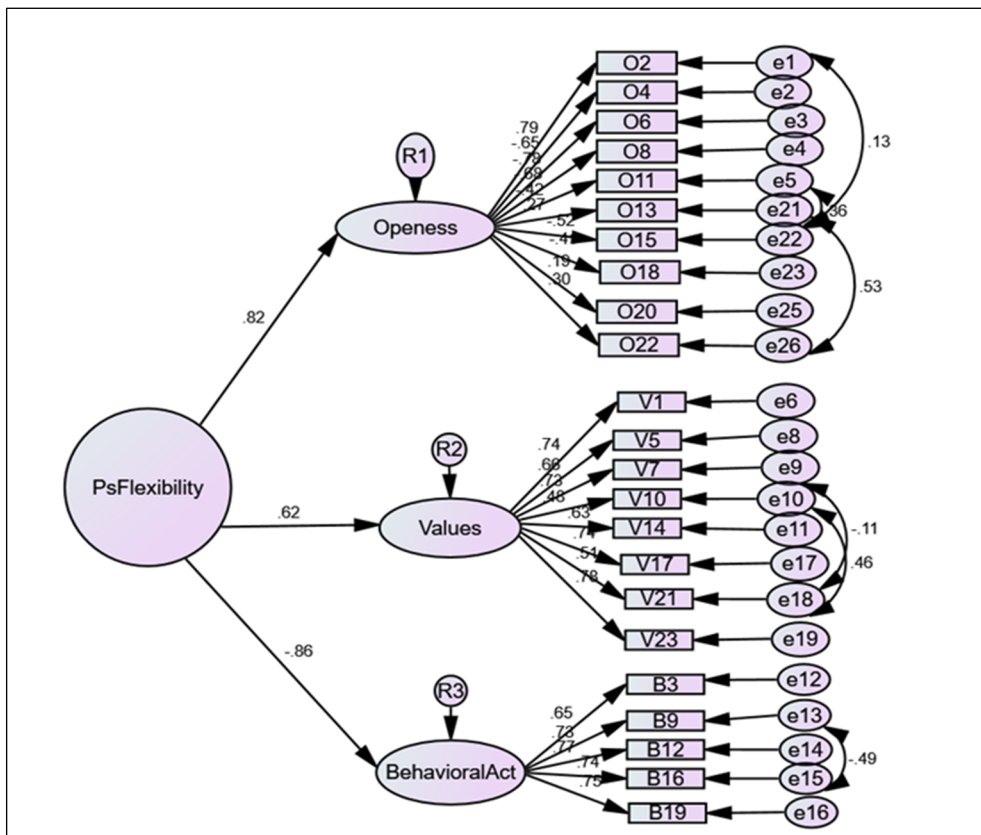 O2
e1
O4
e2
O6
e3
O8
e4
O11
e5
O13
e21
O15
e22
O18
e23
O20
e25
O22
e26
.13
.53
R1
Openess
.79
-.65
-.52
.19
.30
.82
PsFlexibility
.62
-.86
R2
Values
.74
.66
.73
.48
.63
.51
.78
V1
e6
V5
e8
V7
e9
V10
e10
V14
e11
V17
e17
V21
e18
V23
e19
-.11
.46
R3
BehavioralAct
.65
.73
.77
.74
.75
B3
e12
B9
e13
B12
e14
B16
e15
B19
e16
-.49